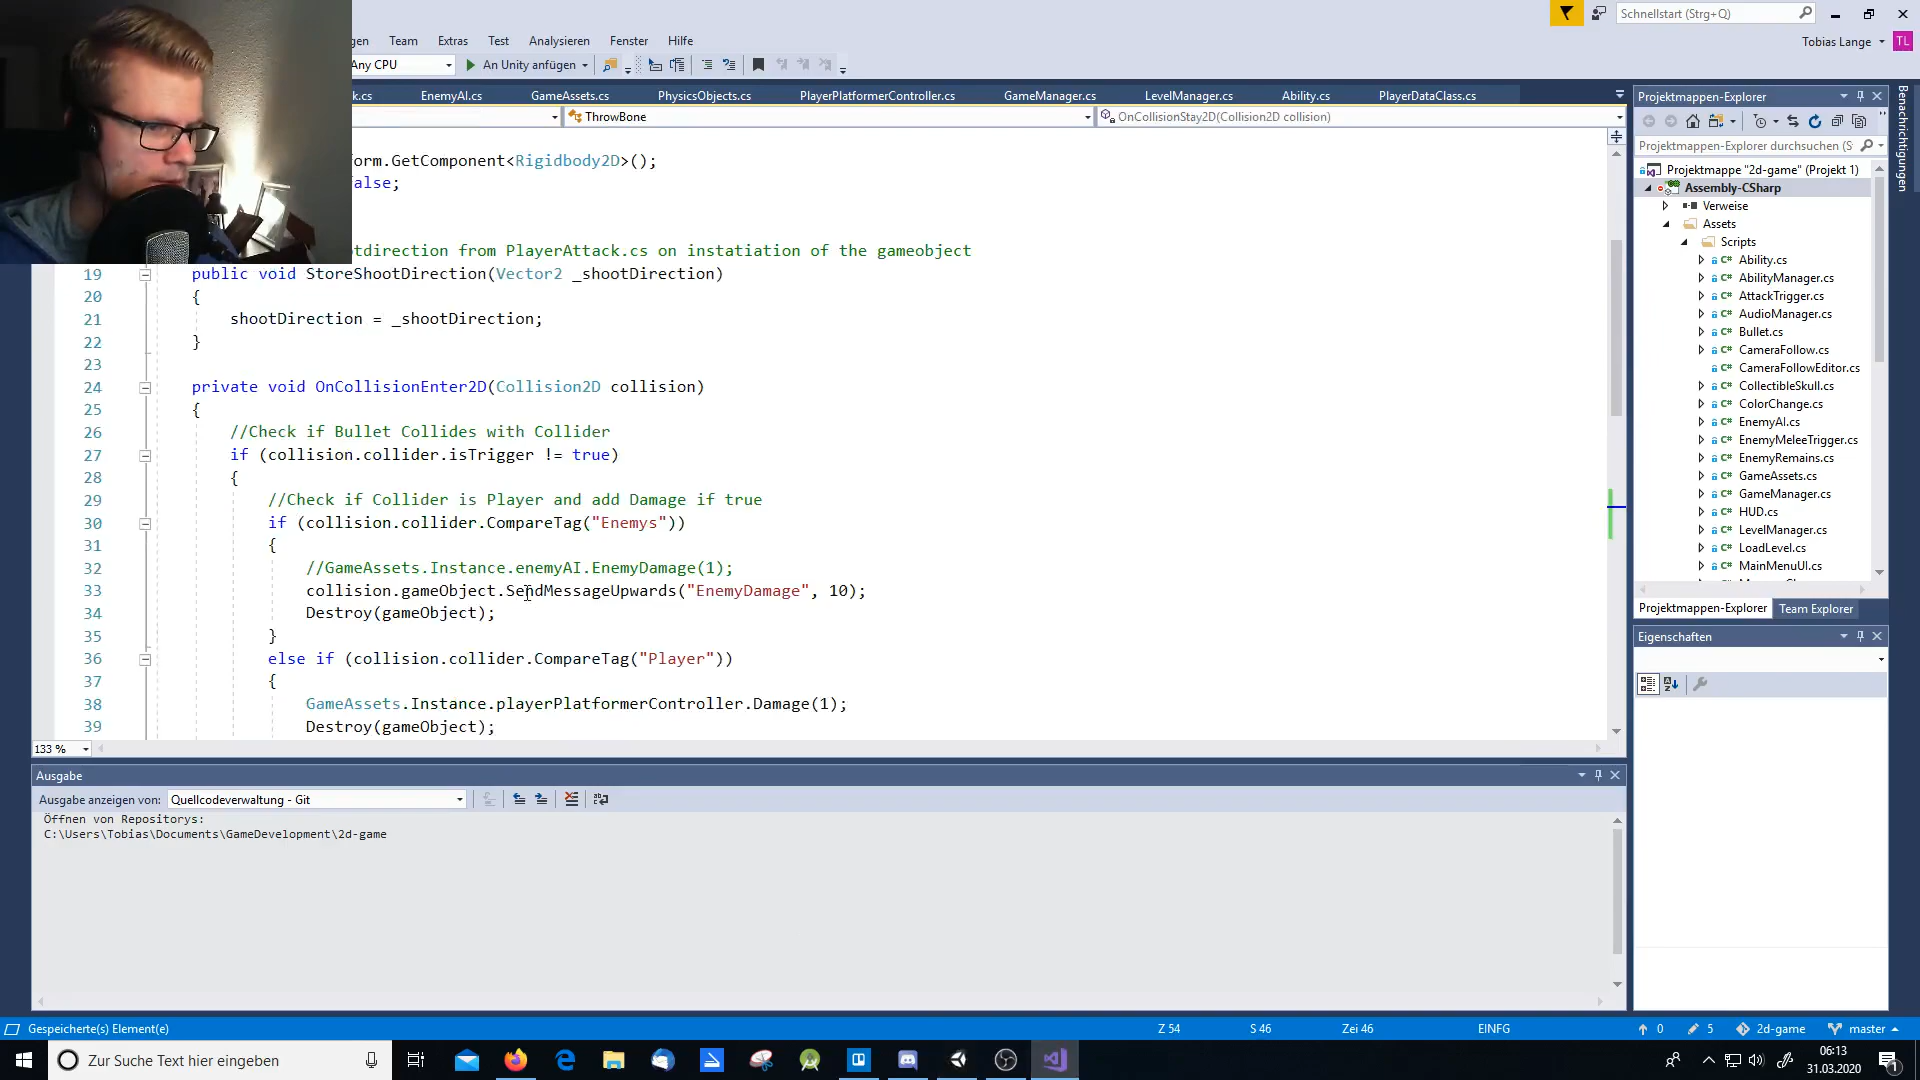 Schnellstart (Strg+Q)
Team Extras Test Analysieren Fenster Hilfe
Tobias Lange TL
Any CPU An Unity anfügen
k.cs EnemyAI.cs GameAssets.cs PhysicsObjects.cs PlayerPlatformerController.cs GameManager.cs LevelManager.cs Ability.cs PlayerDataClass.cs
ThrowBone OnCollisionStay2D(Collision2D collision)
form.GetComponent<Rigidbody2D>();
alse;
tdirection from PlayerAttack.cs on instatiation of the gameobject
19 public void StoreShootDirection(Vector2 _shootDirection)
20 {
21 shootDirection = _shootDirection;
22 }
23
24 private void OnCollisionEnter2D(Collision2D collision)
25 {
26 //Check if Bullet Collides with Collider
27 if (collision.collider.isTrigger != true)
28 {
29 //Check if Collider is Player and add Damage if true
30 if (collision.collider.CompareTag("Enemys"))
31 {
32 //GameAssets.Instance.enemyAI.EnemyDamage(1);
33 collision.gameObject.SendMessageUpwards("EnemyDamage", 10);
34 Destroy(gameObject);
35 }
36 else if (collision.collider.CompareTag("Player"))
37 {
38 GameAssets.Instance.playerPlatformerController.Damage(1);
39 Destroy(gameObject);
133 %
Ausgabe
Ausgabe anzeigen von: Quellcodeverwaltung - Git
Öffnen von Repositorys:
C:\Users\Tobias\Documents\GameDevelopment\2d-game
Projektmappen-Explorer
Projektmappen-Explorer durchsuchen (S
Projektmappe "2d-game" (Projekt 1)
Assembly-CSharp
Verweise
Assets
Scripts
C# Ability.cs
C# AbilityManager.cs
C# AttackTrigger.cs
C# AudioManager.cs
C# Bullet.cs
C# CameraFollow.cs
C# CameraFollowEditor.cs
C# CollectibleSkull.cs
C# ColorChange.cs
C# EnemyAI.cs
C# EnemyMeleeTrigger.cs
C# EnemyRemains.cs
C# GameAssets.cs
C# GameManager.cs
C# HUD.cs
C# LevelManager.cs
C# LoadLevel.cs
C# MainMenuUI.cs
Projektmappen-Explorer Team Explorer
Eigenschaften
Benachrichtigungen
Gespeicherte(s) Element(e) Z 54 S 46 Zei 46 EINFG 0 5 2d-game master
Zur Suche Text hier eingeben
06:13
31.03.2020
1